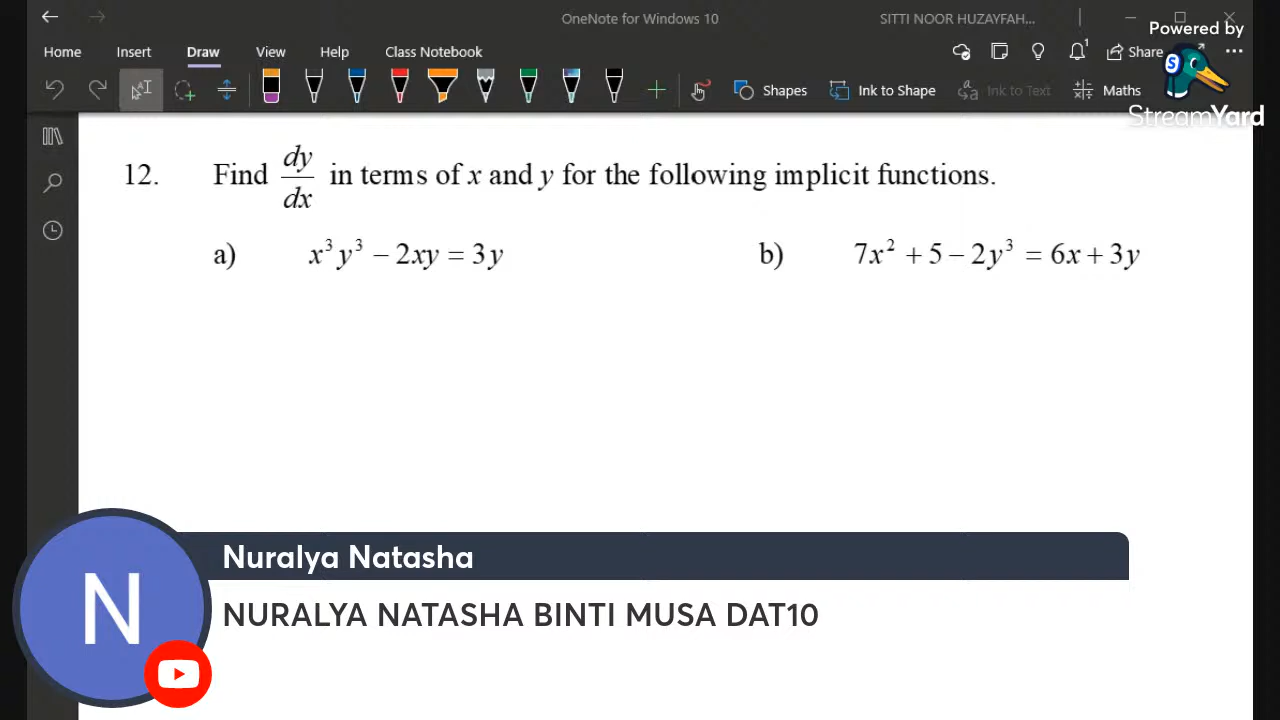 OneNote for Windows 10
SITTI NOOR HUZAYFAH...
Powered by
StreamYard
Home Insert Draw View Help Class Notebook
1 Share
Shapes Ink to Shape Ink to Text Maths
12. Find dy/dx in terms of x and y for the following implicit functions.
a) x³y³ − 2xy = 3y b) 7x² + 5 − 2y³ = 6x + 3y
N
Nuralya Natasha
NURALYA NATASHA BINTI MUSA DAT10